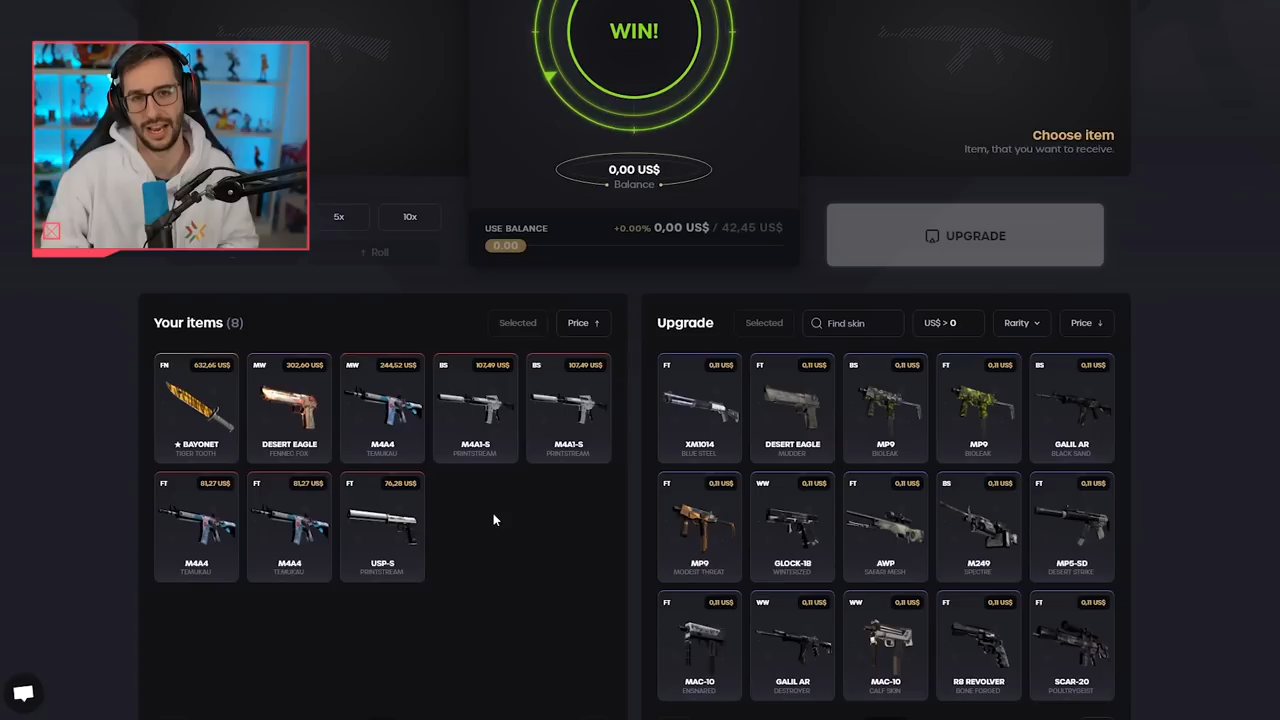 WIN!
0,00 US$
Balance
Choose item
Item, that you want to receive.
5x
10x
Roll
USE BALANCE
+0.00% 0,00 US$ / 42,45 US$
0.00
UPGRADE
Your items (8)
Selected
Price ↑
FN 632,65 US$
★ BAYONET
TIGER TOOTH
MW 302,60 US$
DESERT EAGLE
FENNEC FOX
MW 244,52 US$
M4A4
TEMUKAU
BS 107,49 US$
M4A1-S
PRINTSTREAM
BS 107,49 US$
M4A1-S
PRINTSTREAM
FT 81,27 US$
M4A4
TEMUKAU
FT 81,27 US$
M4A4
TEMUKAU
FT 76,28 US$
USP-S
PRINTSTREAM
Upgrade
Selected
Find skin
US$ > 0
Rarity
Price ↓
FT 0,11 US$
XM1014
BLUE STEEL
FT 0,11 US$
DESERT EAGLE
MUDDER
BS 0,11 US$
MP9
BIOLEAK
FT 0,11 US$
MP9
BIOLEAK
BS 0,11 US$
GALIL AR
BLACK SAND
FT 0,11 US$
MP9
MODEST THREAT
WW 0,11 US$
GLOCK-18
WINTERIZED
FT 0,11 US$
AWP
SAFARI MESH
BS 0,11 US$
M249
SPECTRE
FT 0,11 US$
MP5-SD
DESERT STRIKE
FT 0,11 US$
MAC-10
ENSNARED
WW 0,11 US$
GALIL AR
DESTROYER
WW 0,11 US$
MAC-10
CALF SKIN
FT 0,11 US$
R8 REVOLVER
BONE FORGED
FT 0,11 US$
SCAR-20
POULTRYGEIST